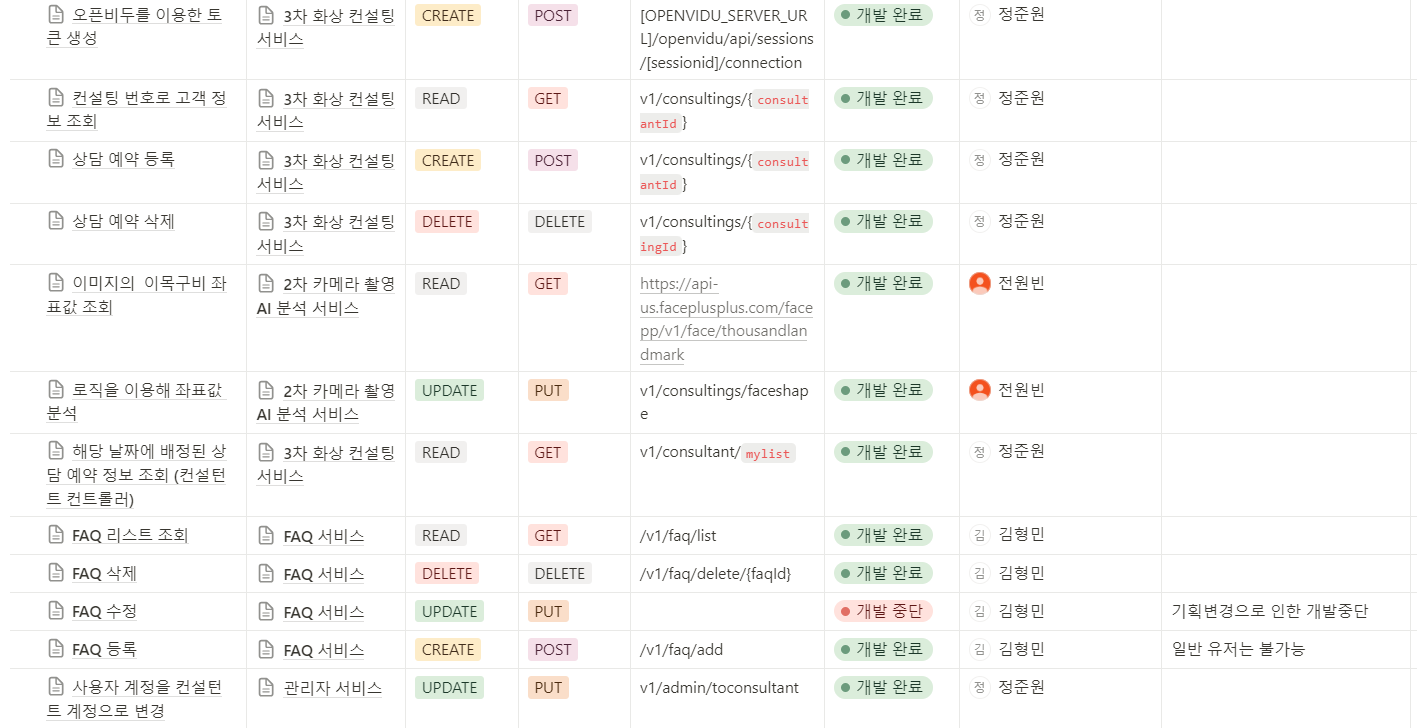 오픈비두를 이용한 토
큰 생성
3차 화상 컨설팅
서비스
CREATE
POST
[OPENVIDU_SERVER_UR
L]/openvidu/api/sessions
/[sessionid]/connection
개발 완료
정 정준원
컨설팅 번호로 고객 정
보 조회
3차 화상 컨설팅
서비스
READ
GET
v1/consultings/{consult
antId}
개발 완료
정 정준원
상담 예약 등록
3차 화상 컨설팅
서비스
CREATE
POST
v1/consultings/{consult
antId}
개발 완료
정 정준원
상담 예약 삭제
3차 화상 컨설팅
서비스
DELETE
DELETE
v1/consultings/{consult
ingId}
개발 완료
정 정준원
이미지의 이목구비 좌
표값 조회
2차 카메라 촬영
AI 분석 서비스
READ
GET
https://api-
us.faceplusplus.com/face
pp/v1/face/thousandlan
dmark
개발 완료
전원빈
로직을 이용해 좌표값
분석
2차 카메라 촬영
AI 분석 서비스
UPDATE
PUT
v1/consultings/faceshap
e
개발 완료
전원빈
해당 날짜에 배정된 상
담 예약 정보 조회 (컨설턴
트 컨트롤러)
3차 화상 컨설팅
서비스
READ
GET
v1/consultant/mylist
개발 완료
정 정준원
FAQ 리스트 조회
FAQ 서비스
READ
GET
/v1/faq/list
개발 완료
김 김형민
FAQ 삭제
FAQ 서비스
DELETE
DELETE
/v1/faq/delete/{faqId}
개발 완료
김 김형민
FAQ 수정
FAQ 서비스
UPDATE
PUT
개발 중단
김 김형민
기획변경으로 인한 개발중단
FAQ 등록
FAQ 서비스
CREATE
POST
/v1/faq/add
개발 완료
김 김형민
일반 유저는 불가능
사용자 계정을 컨설턴
트 계정으로 변경
관리자 서비스
UPDATE
PUT
v1/admin/toconsultant
개발 완료
정 정준원